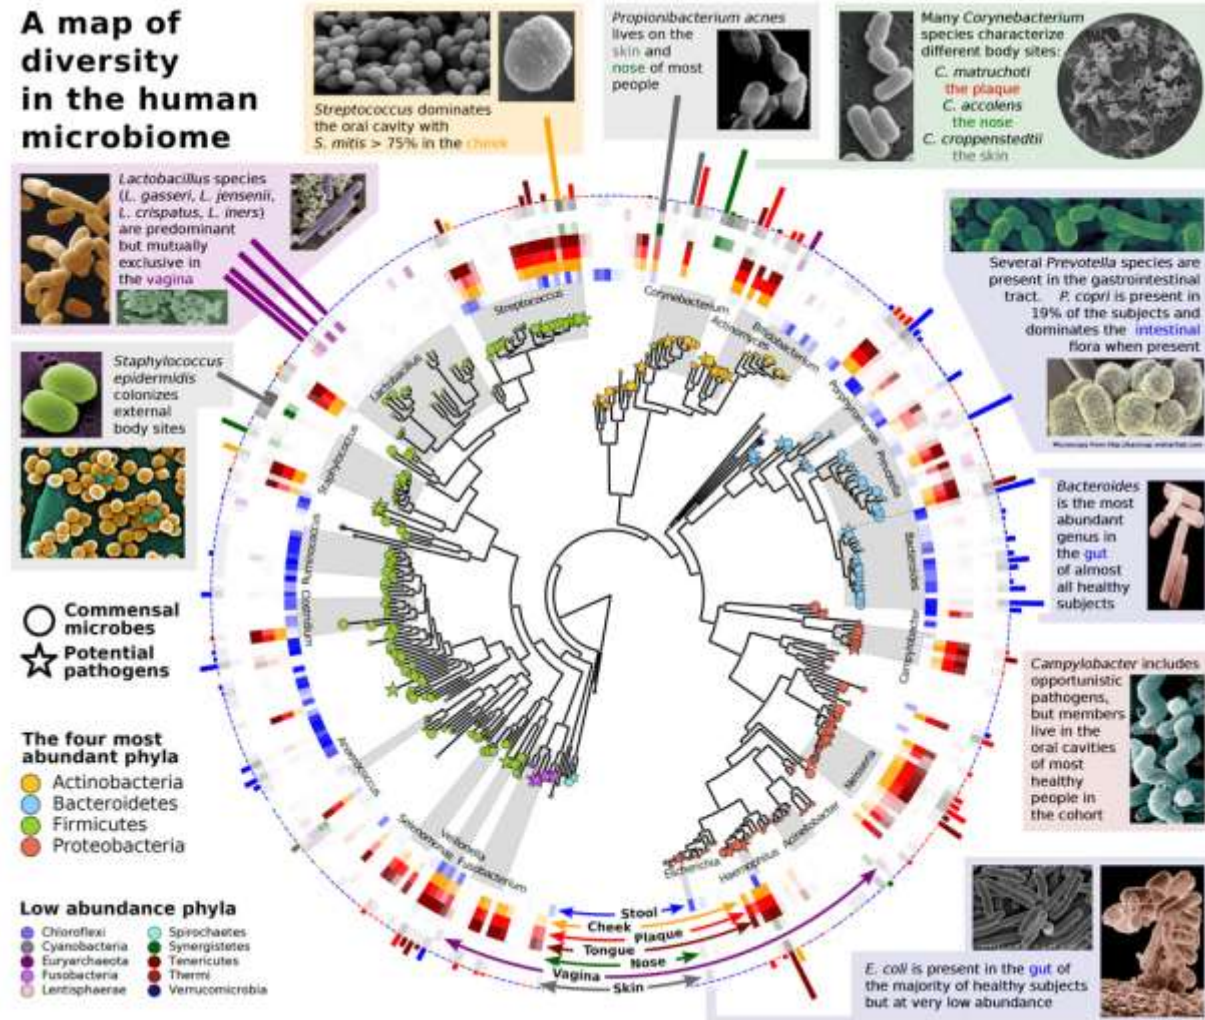 A map of
diversity
in the human
microbiome
Streptococcus dominates
the oral cavity with
S. mitis > 75% in the cheek
Propionibacterium acnes
lives on the
skin and
nose of most
people
Many Corynebacterium
species characterize
different body sites:
C. matruchoti
the plaque
C. accolens
the nose
C. croppenstedtii
the skin
Lactobacillus species
(L. gasseri, L. jensenii,
L. crispatus, L. iners)
are predominant
but mutually
exclusive in
the vagina
Several Prevotella species are
present in the gastrointestinal
tract. P. copri is present in
19% of the subjects and
dominates the intestinal
flora when present
Staphylococcus
epidermidis
colonizes
external
body sites
Bacteroides
is the most
abundant
genus in
the gut
of almost
all healthy
subjects
Campylobacter includes
opportunistic
pathogens,
but members
live in the
oral cavities
of most
healthy
people in
the cohort
E. coli is present in the gut of
the majority of healthy subjects
but at very low abundance
Commensal
microbes
Potential
pathogens
The four most
abundant phyla
Actinobacteria
Bacteroidetes
Firmicutes
Proteobacteria
Low abundance phyla
Chloroflexi
Cyanobacteria
Euryarchaeota
Fusobacteria
Lentisphaerae
Spirochaetes
Synergistetes
Tenericutes
Thermi
Verrucomicrobia
Streptococcus
Corynebacterium
Actinomyces
Lactobacillus
Prevotella
Staphylococcus
Bacteroides
Ruminococcus
Clostridium
Campylobacter
Neisseria
Acinetobacter
Haemophilus
Escherichia
Veillonella
Fusobacterium
Stool
Cheek
Plaque
Tongue
Nose
Vagina
Skin